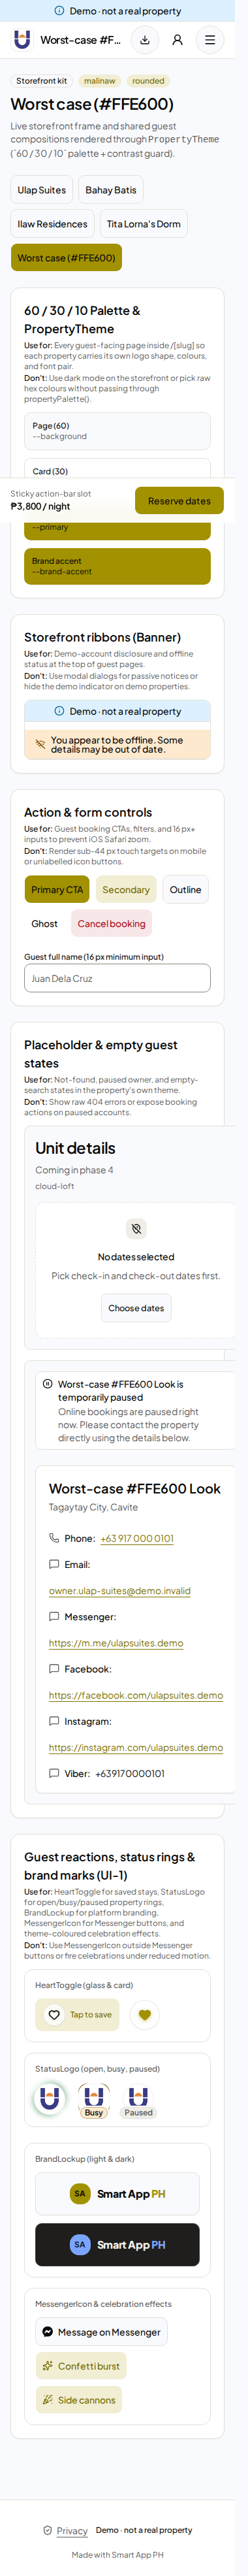 Demo · not a real property
Worst-case #F...
Storefront kit
malinaw
rounded
Worst case (#FFE600)
Live storefront frame and shared guest
compositions rendered through PropertyTheme
(`60 / 30 / 10` palette + contrast guard).
Ulap Suites
Bahay Batis
Ilaw Residences
Tita Lorna's Dorm
Worst case (#FFE600)
60 / 30 / 10 Palette &
PropertyTheme
Use for: Every guest-facing page inside /[slug] so
each property carries its own logo shape, colours,
and font pair.
Don't: Use dark mode on the storefront or pick raw
hex colours without passing through
propertyPalette().
Page (60)
--background
Card (30)
Sticky action-bar slot
₱3,800 / night
Reserve dates
--primary
Brand accent
--brand-accent
Storefront ribbons (Banner)
Use for: Demo-account disclosure and offline
status at the top of guest pages.
Don't: Use modal dialogs for passive notices or
hide the demo indicator on demo properties.
Demo · not a real property
You appear to be offline. Some
details may be out of date.
Action & form controls
Use for: Guest booking CTAs, filters, and 16 px+
inputs to prevent iOS Safari zoom.
Don't: Render sub-44 px touch targets on mobile
or unlabelled icon buttons.
Primary CTA
Secondary
Outline
Ghost
Cancel booking
Guest full name (16 px minimum input)
Juan Dela Cruz
Placeholder & empty guest
states
Use for: Not-found, paused owner, and empty-
search states in the property's own theme.
Don't: Show raw 404 errors or expose booking
actions on paused accounts.
Unit details
Coming in phase 4
cloud-loft
No dates selected
Pick check-in and check-out dates first.
Choose dates
Worst-case #FFE600 Look is
temporarily paused
Online bookings are paused right
now. Please contact the property
directly using the details below.
Worst-case #FFE600 Look
Tagaytay City, Cavite
Phone: +63 917 000 0101
Email:
owner.ulap-suites@demo.invalid
Messenger:
https://m.me/ulapsuites.demo
Facebook:
https://facebook.com/ulapsuites.demo
Instagram:
https://instagram.com/ulapsuites.demo
Viber: +639170000101
Guest reactions, status rings &
brand marks (UI-1)
Use for: HeartToggle for saved stays, StatusLogo
for open/busy/paused property rings,
BrandLockup for platform branding,
MessengerIcon for Messenger buttons, and
theme-coloured celebration effects.
Don't: Use MessengerIcon outside Messenger
buttons or fire celebrations under reduced motion.
HeartToggle (glass & card)
Tap to save
StatusLogo (open, busy, paused)
Busy
Paused
BrandLockup (light & dark)
SA Smart App PH
SA Smart App PH
MessengerIcon & celebration effects
Message on Messenger
Confetti burst
Side cannons
Privacy
Demo · not a real property
Made with Smart App PH